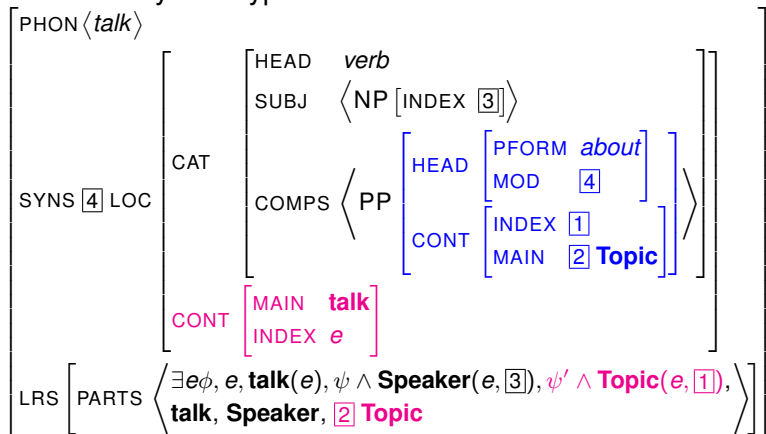 PHON ⟨talk⟩
HEAD verb
SUBJ ⟨NP [INDEX 3]⟩
CAT
HEAD [PFORM about
MOD 4]
SYNS 4 LOC
COMPS ⟨PP
CONT [INDEX 1
MAIN 2 Topic]⟩
CONT [MAIN talk
INDEX e]
LRS [PARTS ⟨∃eϕ, e, talk(e), ψ ∧ Speaker(e, 3), ψ′ ∧ Topic(e, 1),
talk, Speaker, 2 Topic⟩]